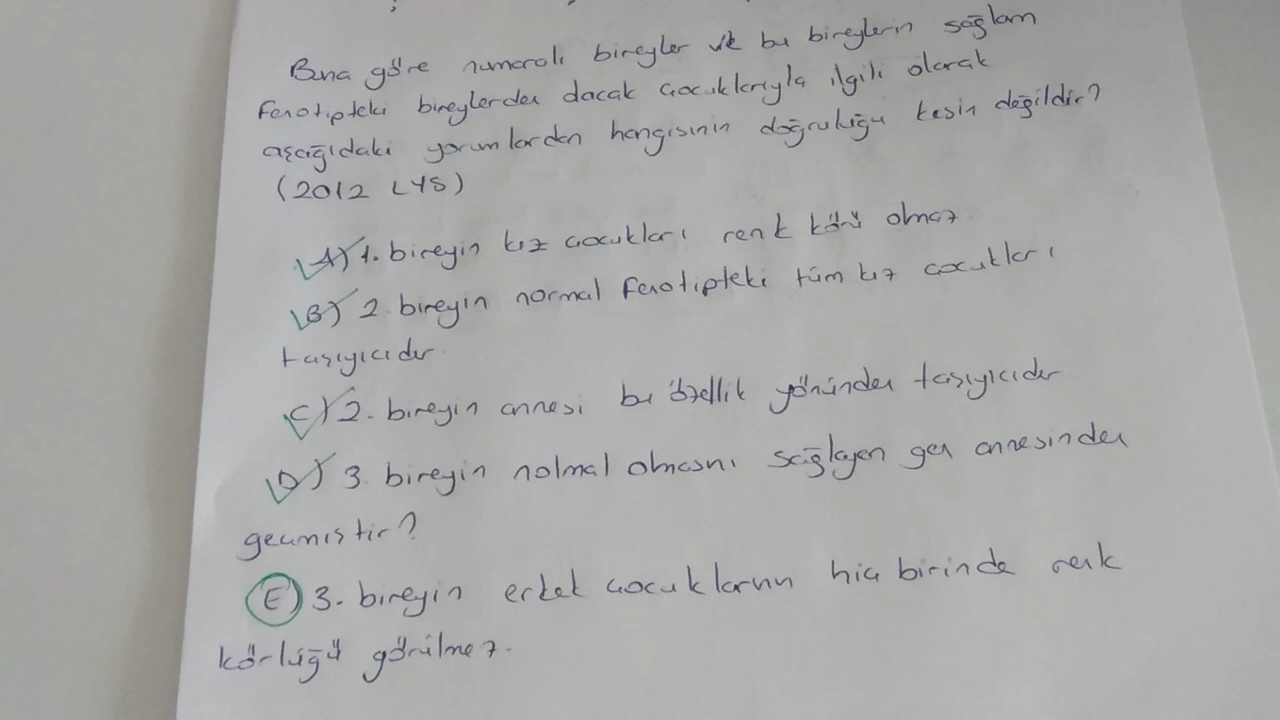 Buna göre numaralı bireyler ve bu bireylerin sağlam
fenotipteki bireylerden dacak çocuklarıyla ilgili olarak
aşağıdaki yorumlardan hangisinin doğruluğu kesin değildir?
(2012 LYS)
A) 1. bireyin kız çocukları renk körü olmaz
B) 2. bireyin normal fenotipteki tüm kız çocukları
taşıyıcıdır
C) 2. bireyin annesi bu özellik yönünden taşıyıcıdır
D) 3 bireyin nolmal olmasını sağlayan gen annesinden
geçmiştir?
E) 3. bireyin erkek çocuklarının hiç birinde renk
körlüğü görülmez.